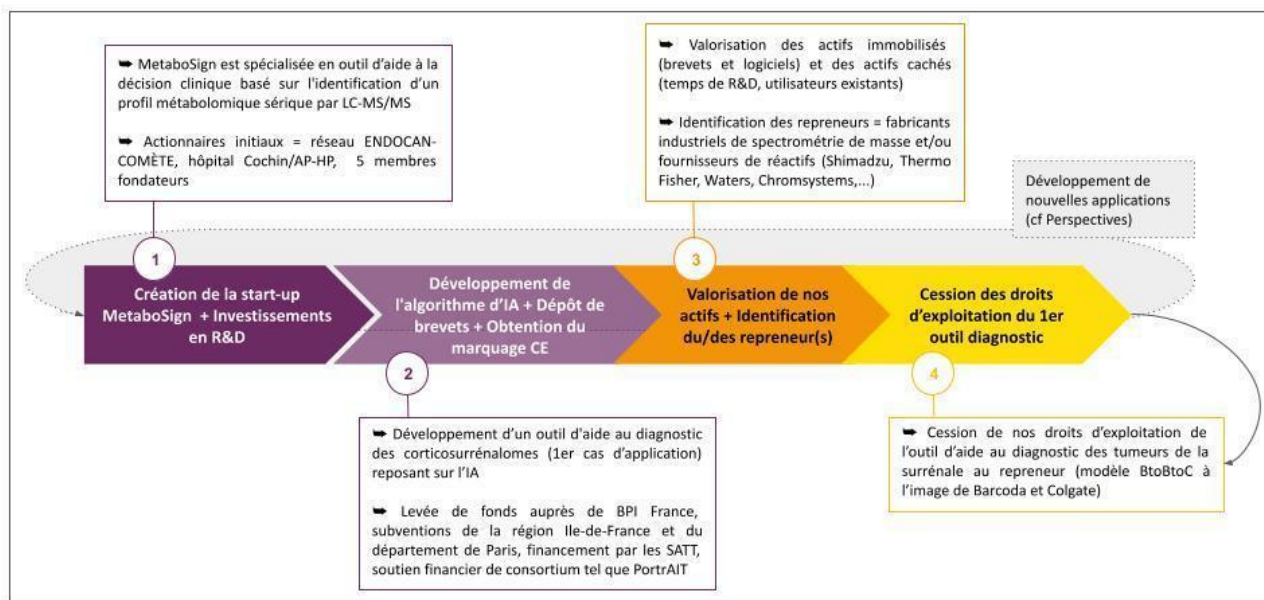 ➥ MetaboSign est spécialisée en outil d'aide à la
décision clinique basé sur l'identification d'un
profil métabolomique sérique par LC-MS/MS
➥ Actionnaires initiaux = réseau ENDOCAN-
COMÈTE, hôpital Cochin/AP-HP, 5 membres
fondateurs
➥ Valorisation des actifs immobilisés
(brevets et logiciels) et des actifs cachés
(temps de R&D, utilisateurs existants)
➥ Identification des repreneurs = fabricants
industriels de spectrométrie de masse et/ou
fournisseurs de réactifs (Shimadzu, Thermo
Fisher, Waters, Chromsystems,...)
Développement de
nouvelles applications
(cf Perspectives)
1
Création de la start-up
MetaboSign + Investissements
en R&D
Développement de
l'algorithme d'IA + Dépôt de
brevets + Obtention du
marquage CE
2
3
Valorisation de nos
actifs + Identification
du/des repreneur(s)
Cession des droits
d'exploitation du 1er
outil diagnostic
4
➥ Développement d'un outil d'aide au diagnostic
des corticosurrénalomes (1er cas d'application)
reposant sur l'IA
➥ Levée de fonds auprès de BPI France,
subventions de la région Ile-de-France et du
département de Paris, financement par les SATT,
soutien financier de consortium tel que PortrAIT
➥ Cession de nos droits d'exploitation de
l'outil d'aide au diagnostic des tumeurs de la
surrénale au repreneur (modèle BtoBtoC à
l'image de Barcoda et Colgate)